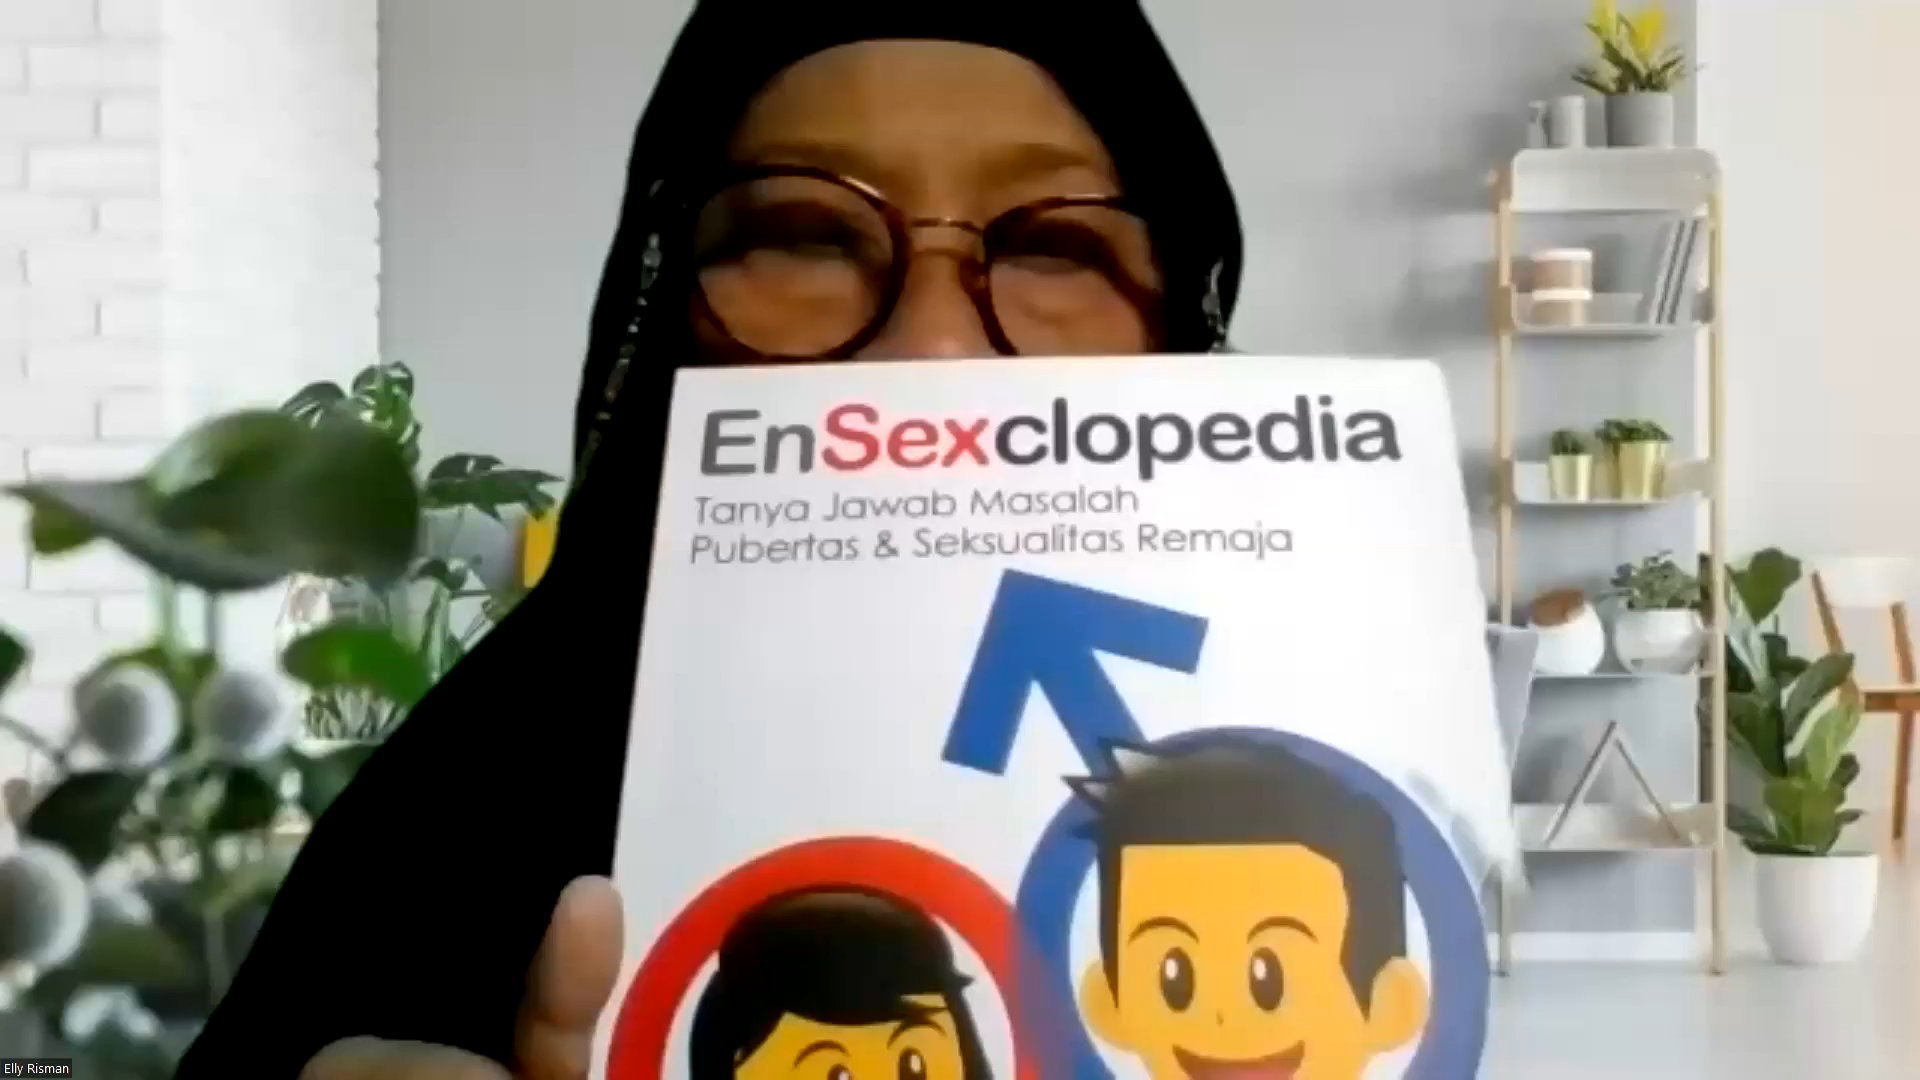 EnSexclopedia
Tanya Jawab Masalah
Pubertas & Seksualitas Remaja
Elly Risman